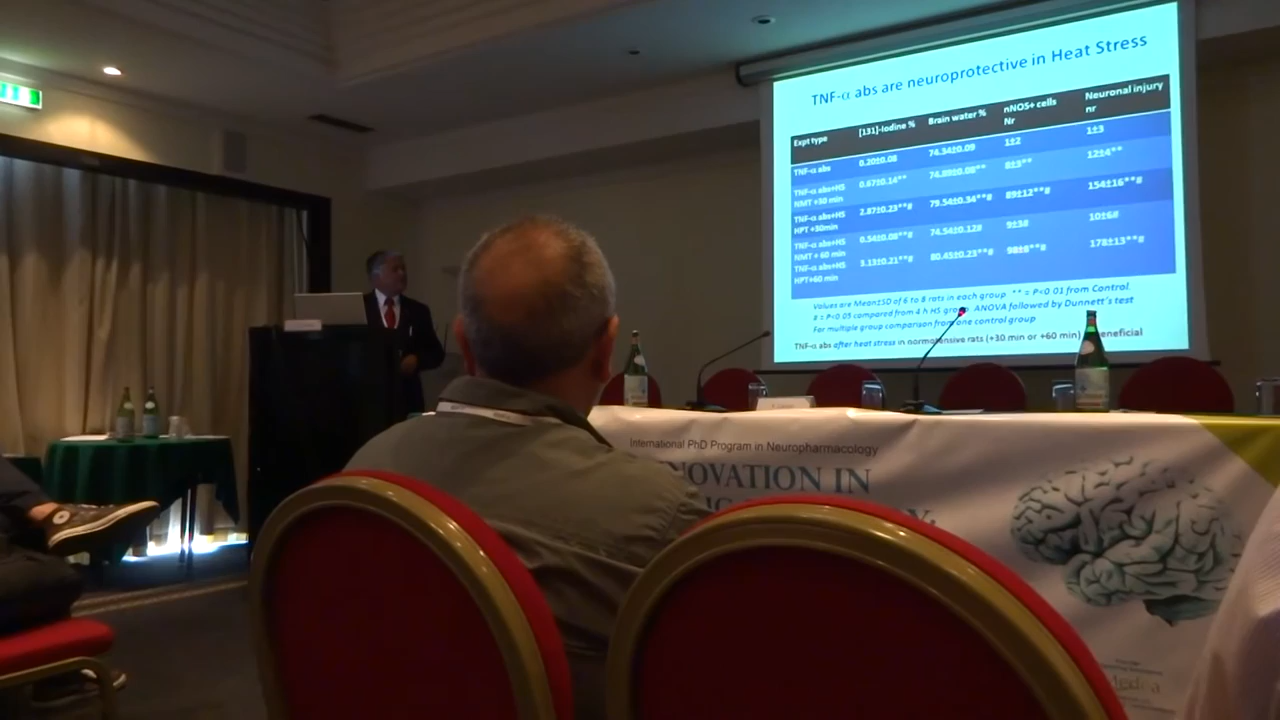 TNF-α abs are neuroprotective in Heat Stress
Expt type [131]-Iodine % Brain water % nNOS+ cells Nr Neuronal injury nr
TNF-α abs 0.20±0.08 74.34±0.09 1±2 1±3
TNF-α abs+HS NMT +30 min 0.67±0.14** 74.89±0.08** 8±3** 12±4**
TNF-α abs+HS HPT +30min 2.87±0.23**# 79.54±0.34**# 89±12**# 154±16**#
TNF-α abs+HS NMT + 60 min 0.54±0.08**# 74.54±0.12# 9±3# 10±6#
TNF-α abs+HS HPT+60 min 3.13±0.21**# 80.45±0.23**# 98±8**# 178±13**#
Values are Mean±SD of 6 to 8 rats in each group. ** = P<0.01 from Control.
# = P<0.05 compared from 4 h HS group. ANOVA followed by Dunnett's test
For multiple group comparison from one control group
TNF-α abs after heat stress in normotensive rats (+30 min or +60 min) beneficial
International PhD Program in Neuropharmacology
NOVATION IN